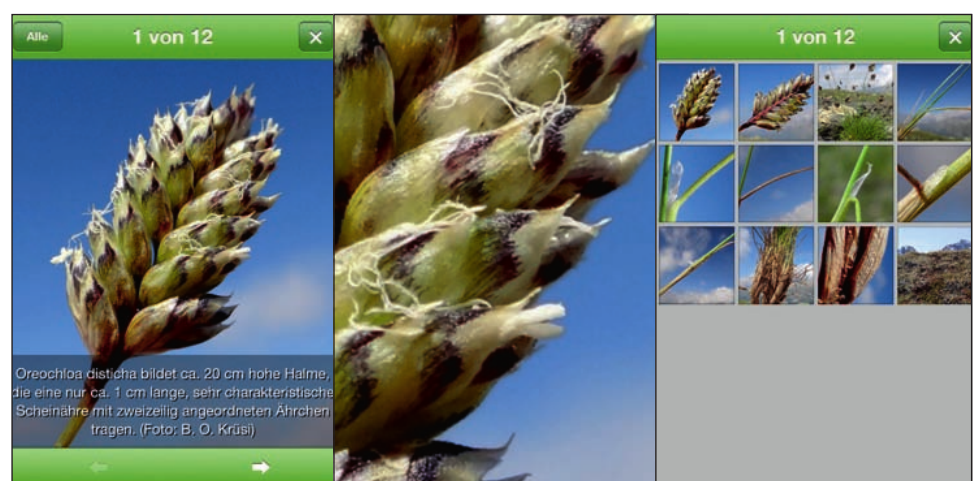 Alle
1 von 12
Oreochloa disticha bildet ca. 20 cm hohe Halme,
die eine nur ca. 1 cm lange, sehr charakteristische
Scheinähre mit zweizeilig angeordneten Ährchen
tragen. (Foto: B. O. Krüsi)
1 von 12